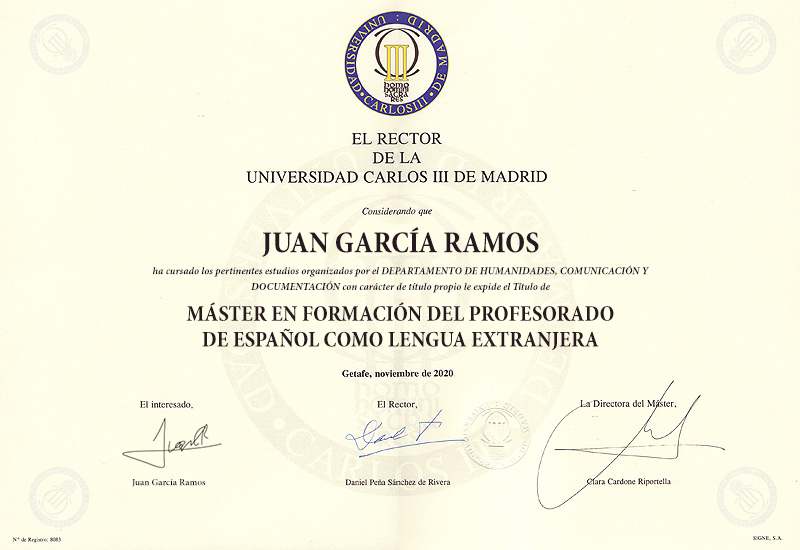 UNIVERSIDAD · CARLOS III · DE MADRID ·
homo
homini
sacra
res
EL RECTOR
DE LA
UNIVERSIDAD CARLOS III DE MADRID
Considerando que
JUAN GARCÍA RAMOS
ha cursado los pertinentes estudios organizados por el DEPARTAMENTO DE HUMANIDADES, COMUNICACIÓN Y
DOCUMENTACIÓN con carácter de título propio le expide el Título de
MÁSTER EN FORMACIÓN DEL PROFESORADO
DE ESPAÑOL COMO LENGUA EXTRANJERA
Getafe, noviembre de 2020
El interesado,
El Rector,
La Directora del Máster,
Juan García Ramos
Daniel Peña Sánchez de Rivera
Clara Cardone Riportella
Nº de Registro: 8083
SIGNE, S.A.